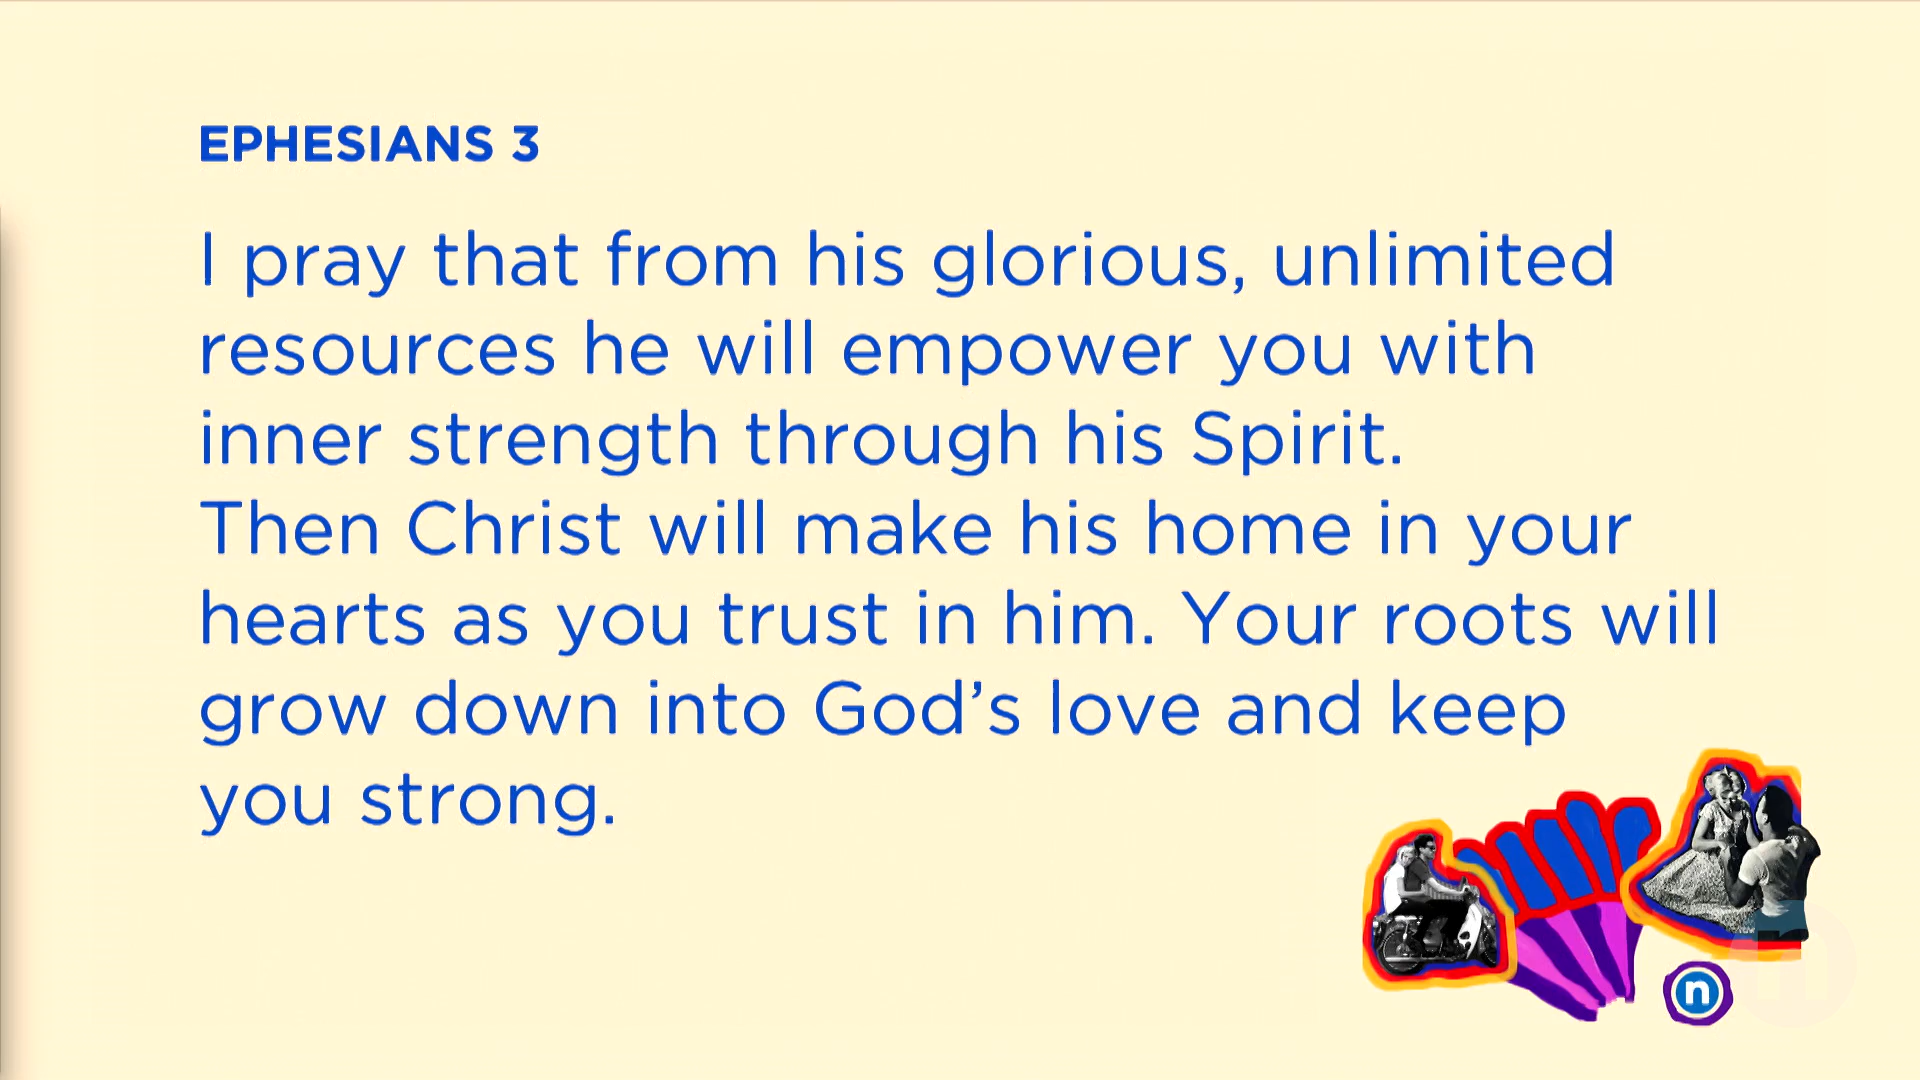 EPHESIANS 3
I pray that from his glorious, unlimited
resources he will empower you with
inner strength through his Spirit.
Then Christ will make his home in your
hearts as you trust in him. Your roots will
grow down into God’s love and keep
you strong.
n
n